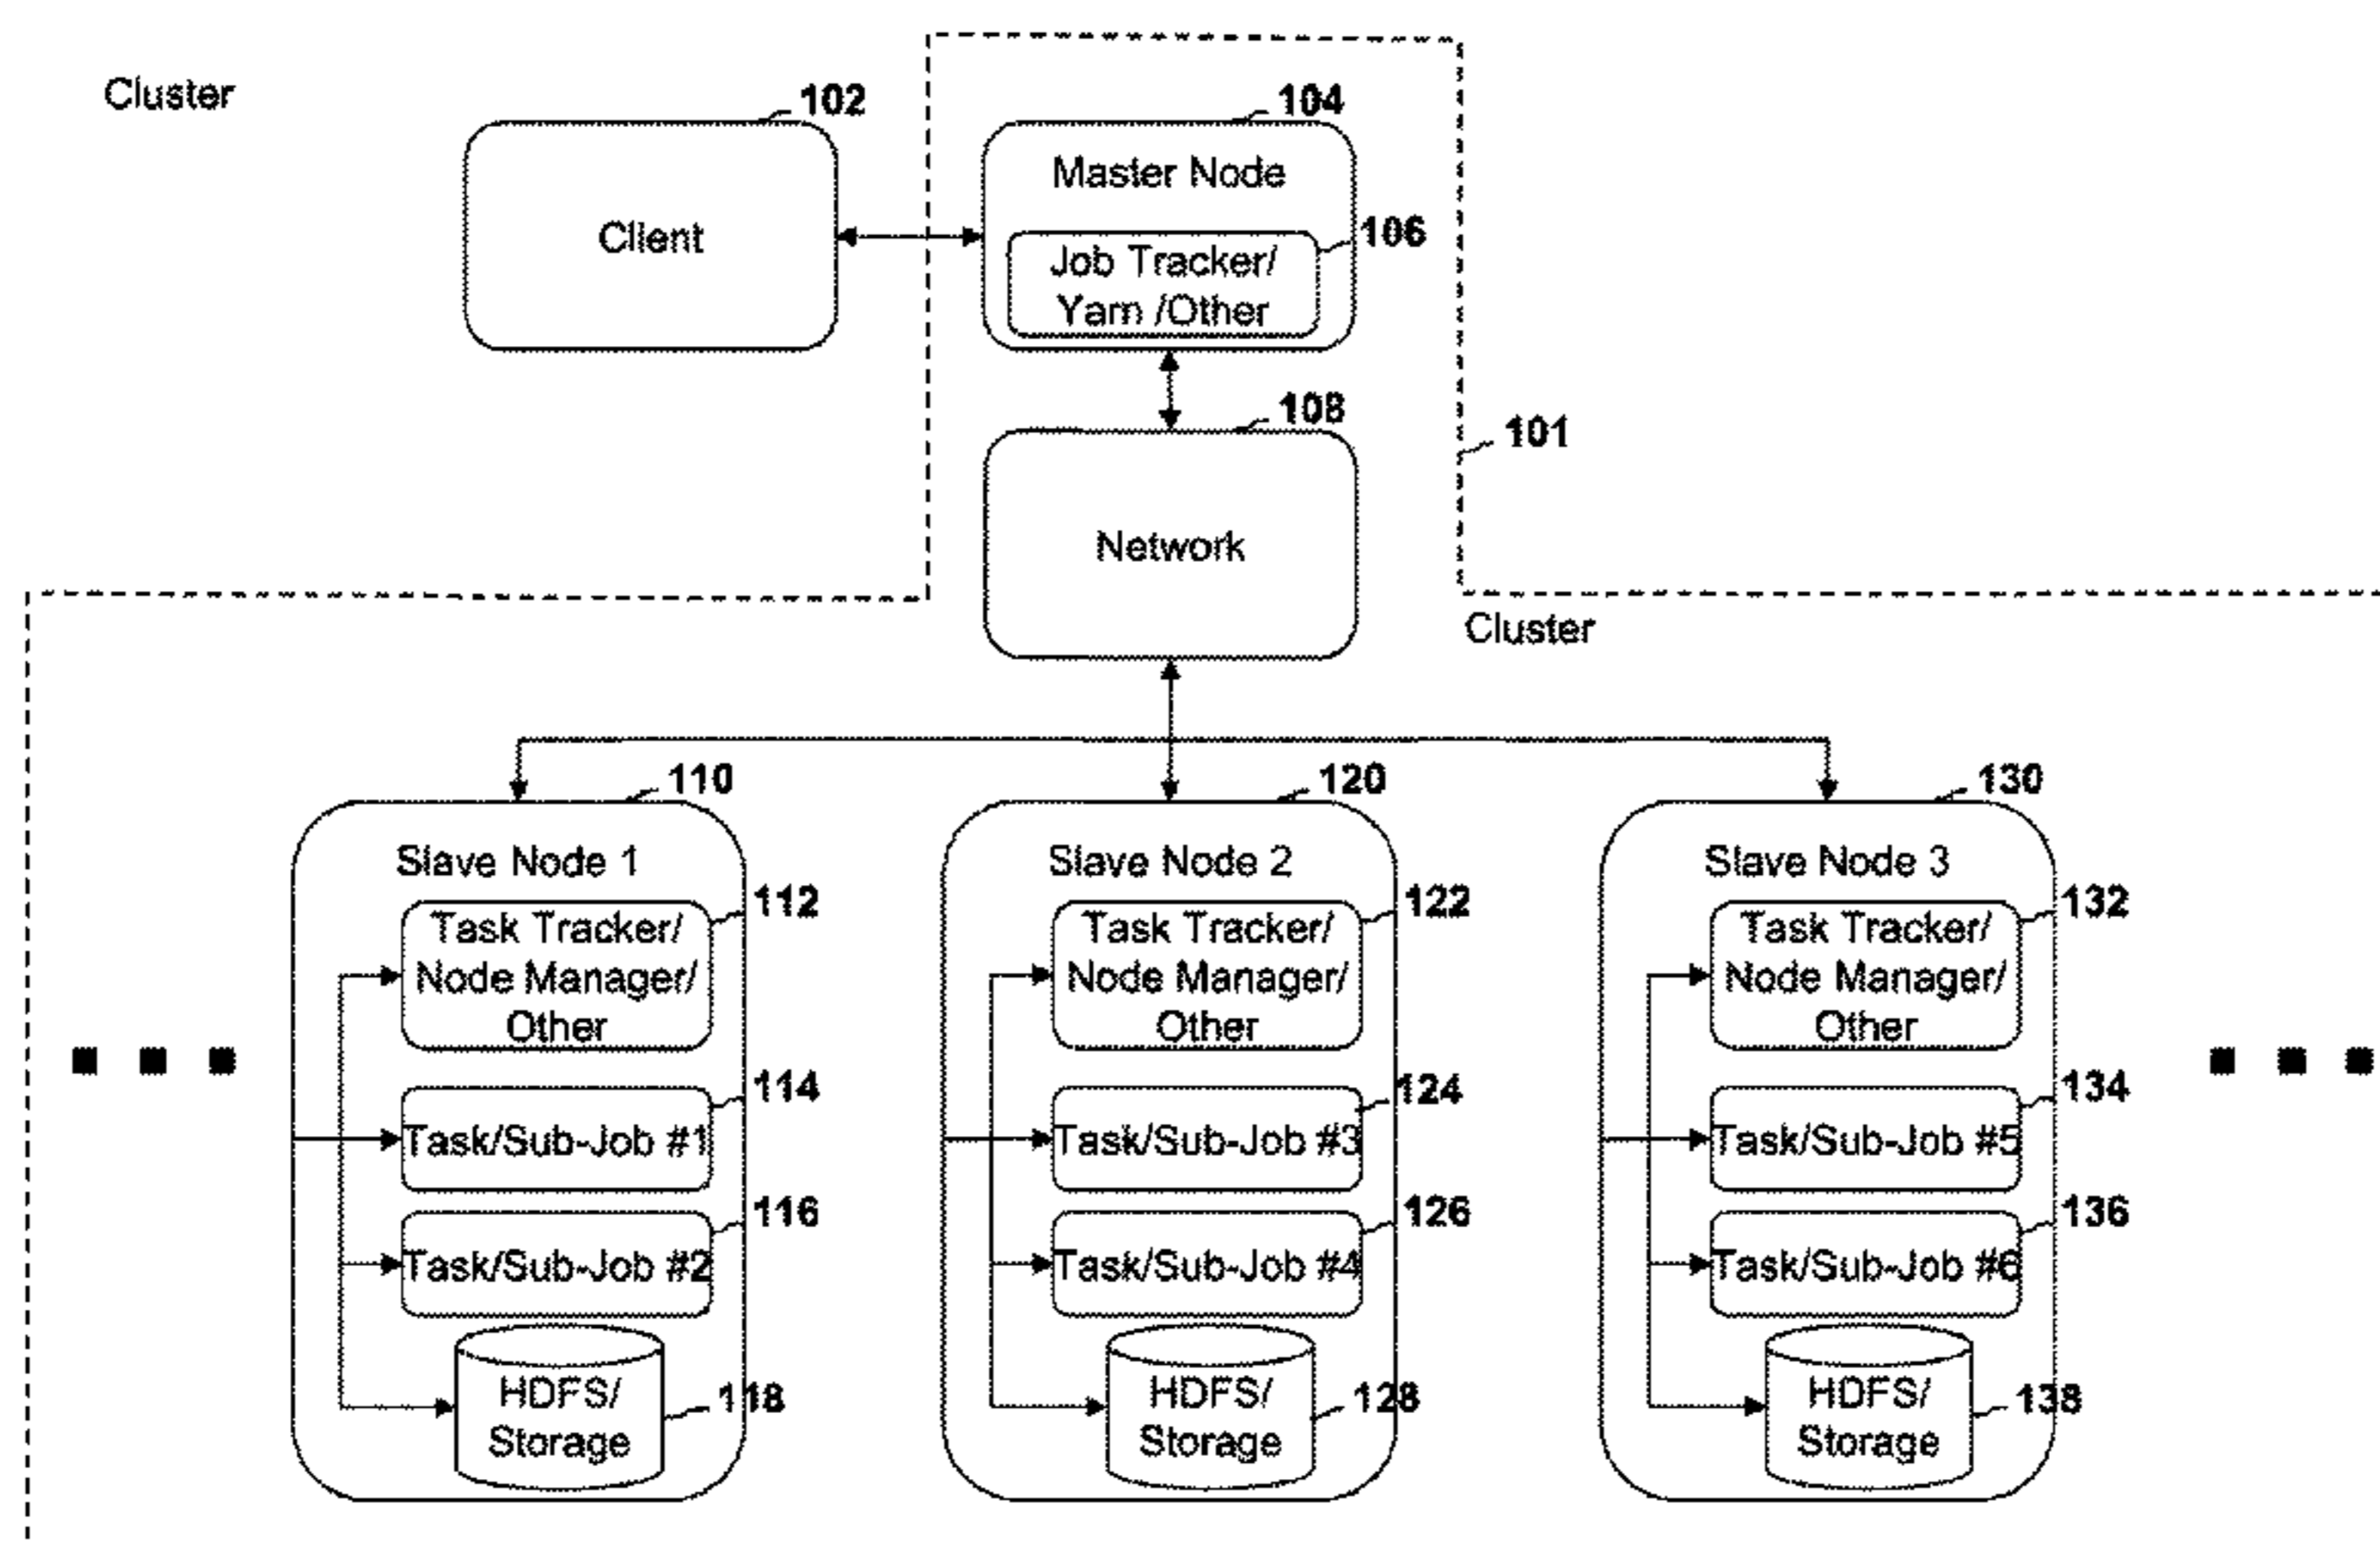 Cluster
102
104
Client
Master Node
106
Job Tracker/
Yarn /Other
108
101
Network
Cluster
110
120
130
Slave Node 1
112
Task Tracker/
Node Manager/
Other
114
Task/Sub-Job #1
116
Task/Sub-Job #2
HDFS/
Storage
118
Slave Node 2
122
Task Tracker/
Node Manager/
Other
124
Task/Sub-Job #3
126
Task/Sub-Job #4
HDFS/
Storage
128
Slave Node 3
132
Task Tracker/
Node Manager/
Other
134
Task/Sub-Job #5
136
Task/Sub-Job #6
HDFS/
Storage
138